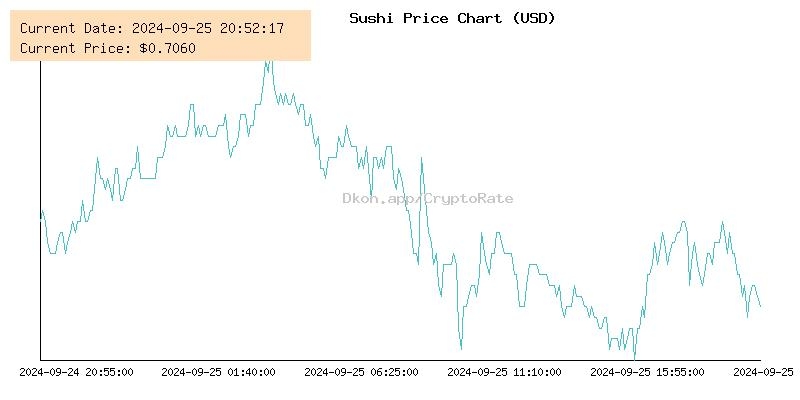 Sushi Price Chart (USD)
Current Date: 2024-09-25 20:52:17
Current Price: $0.7060
Dkon.app/CryptoRate
2024-09-24 20:55:00 2024-09-25 01:40:00 2024-09-25 06:25:00 2024-09-25 11:10:00 2024-09-25 15:55:00 2024-09-25